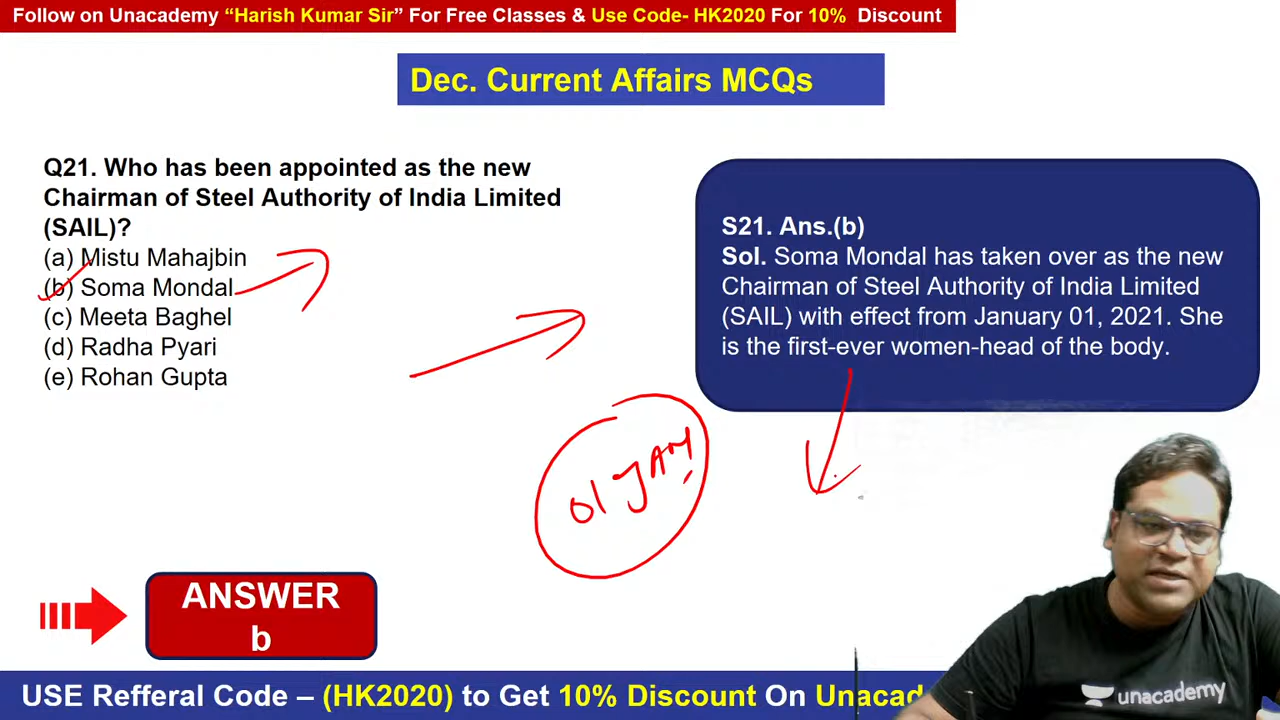 Follow on Unacademy “Harish Kumar Sir” For Free Classes & Use Code- HK2020 For 10% Discount
Dec. Current Affairs MCQs
Q21. Who has been appointed as the new
Chairman of Steel Authority of India Limited
(SAIL)?
(a) Mistu Mahajbin
(b) Soma Mondal
(c) Meeta Baghel
(d) Radha Pyari
(e) Rohan Gupta
S21. Ans.(b)
Sol. Soma Mondal has taken over as the new
Chairman of Steel Authority of India Limited
(SAIL) with effect from January 01, 2021. She
is the first-ever women-head of the body.
01 JAN
ANSWER
b
unacademy
USE Refferal Code – (HK2020) to Get 10% Discount On Unacad